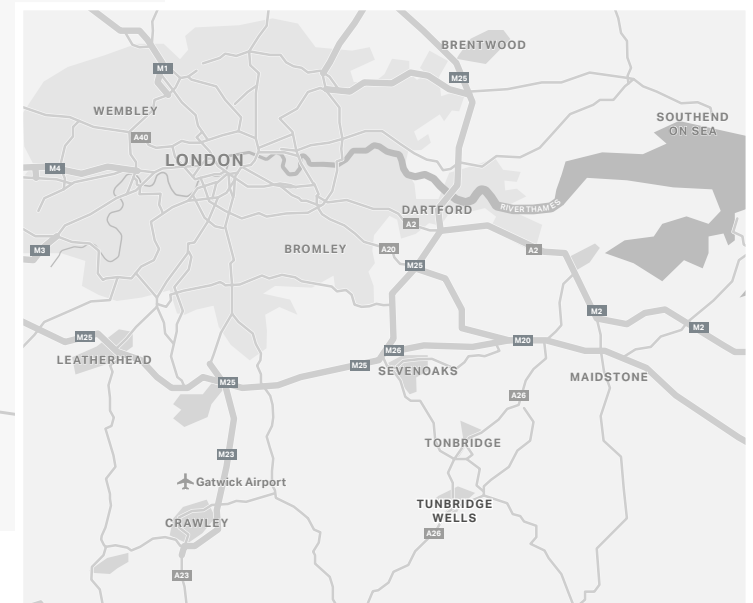 BRENTWOOD
M1
M25
WEMBLEY
SOUTHEND
ON SEA
A40
LONDON
M4
RIVER THAMES
DARTFORD
A2
M3
BROMLEY
A20
A2
M25
M2
M2
M25
M20
M26
LEATHERHEAD
M25
SEVENOAKS
MAIDSTONE
M25
A26
TONBRIDGE
M23
Gatwick Airport
TUNBRIDGE
WELLS
CRAWLEY
A26
A23